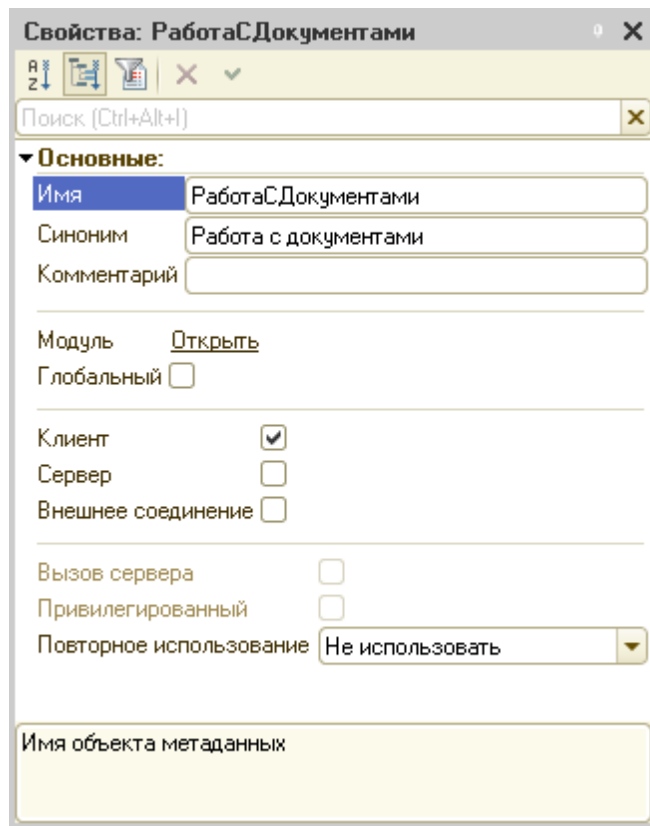 Свойства: РаботаСДокументами
Поиск (Ctrl+Alt+I)
Основные:
Имя РаботаСДокументами
Синоним Работа с документами
Комментарий
Модуль Открыть
Глобальный
Клиент
Сервер
Внешнее соединение
Вызов сервера
Привилегированный
Повторное использование Не использовать
Имя объекта метаданных